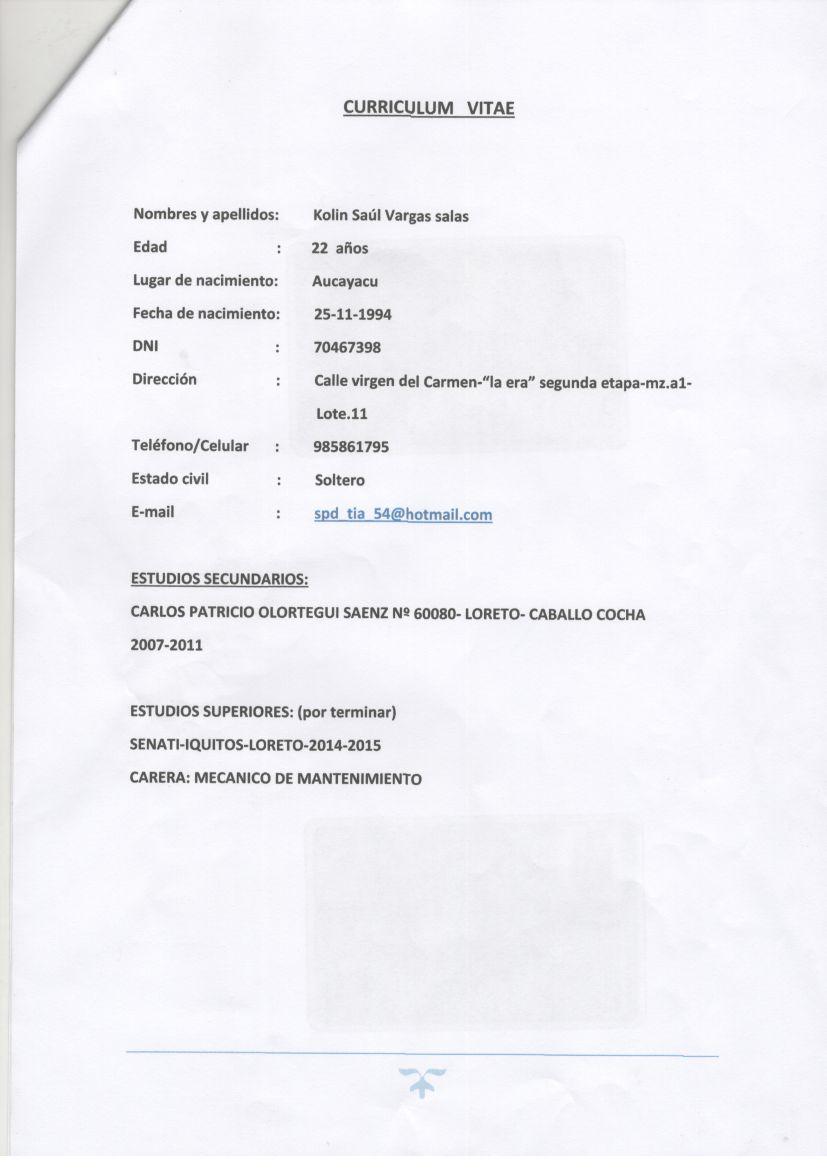 CURRICULUM VITAE
Nombres y apellidos: Kolin Saúl Vargas salas
Edad : 22 años
Lugar de nacimiento: Aucayacu
Fecha de nacimiento: 25-11-1994
DNI : 70467398
Dirección : Calle virgen del Carmen-“la era” segunda etapa-mz.a1-
Lote.11
Teléfono/Celular : 985861795
Estado civil : Soltero
E-mail : spd_tia_54@hotmail.com
ESTUDIOS SECUNDARIOS:
CARLOS PATRICIO OLORTEGUI SAENZ Nº 60080- LORETO- CABALLO COCHA
2007-2011
ESTUDIOS SUPERIORES: (por terminar)
SENATI-IQUITOS-LORETO-2014-2015
CARERA: MECANICO DE MANTENIMIENTO